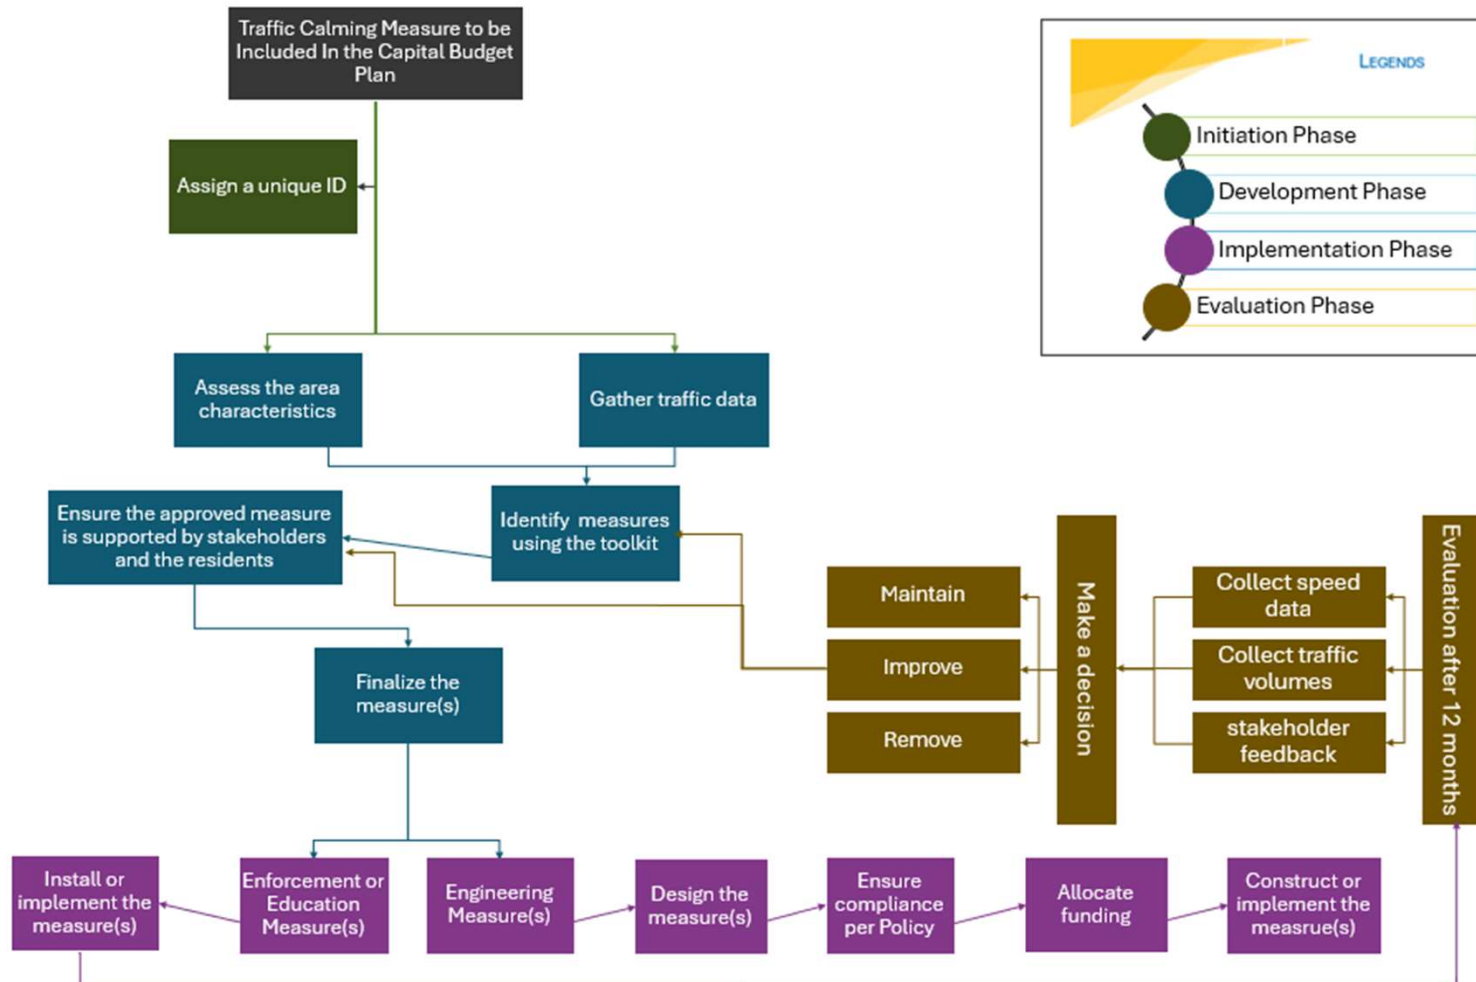 Traffic Calming Measure to be
Included In the Capital Budget
Plan
LEGENDS
Initiation Phase
Development Phase
Implementation Phase
Evaluation Phase
Assign a unique ID
Assess the area
characteristics
Gather traffic data
Ensure the approved measure
is supported by stakeholders
and the residents
Identify measures
using the toolkit
Maintain
Improve
Remove
Make a decision
Collect speed
data
Collect traffic
volumes
stakeholder
feedback
Evaluation after 12 months
Finalize the
measure(s)
Install or
implement the
measure(s)
Enforcement or
Education
Measure(s)
Engineering
Measure(s)
Design the
measure(s)
Ensure
compliance
per Policy
Allocate
funding
Construct or
implement the
measrue(s)